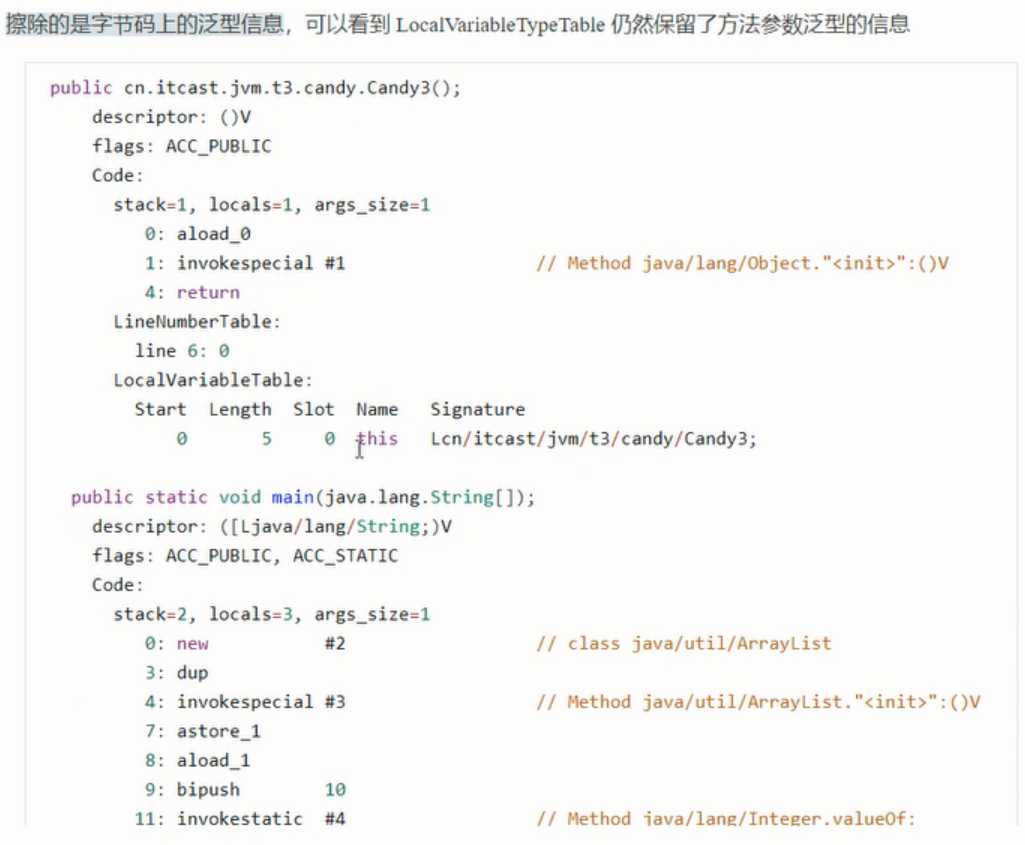 擦除的是字节码上的泛型信息，可以看到 LocalVariableTypeTable 仍然保留了方法参数泛型的信息
public cn.itcast.jvm.t3.candy.Candy3();
descriptor: ()V
flags: ACC_PUBLIC
Code:
stack=1, locals=1, args_size=1
0: aload_0
1: invokespecial #1 // Method java/lang/Object."<init>":()V
4: return
LineNumberTable:
line 6: 0
LocalVariableTable:
Start Length Slot Name Signature
0 5 0 this Lcn/itcast/jvm/t3/candy/Candy3;
public static void main(java.lang.String[]);
descriptor: ([Ljava/lang/String;)V
flags: ACC_PUBLIC, ACC_STATIC
Code:
stack=2, locals=3, args_size=1
0: new #2 // class java/util/ArrayList
3: dup
4: invokespecial #3 // Method java/util/ArrayList."<init>":()V
7: astore_1
8: aload_1
9: bipush 10
11: invokestatic #4 // Method java/lang/Integer.valueOf: